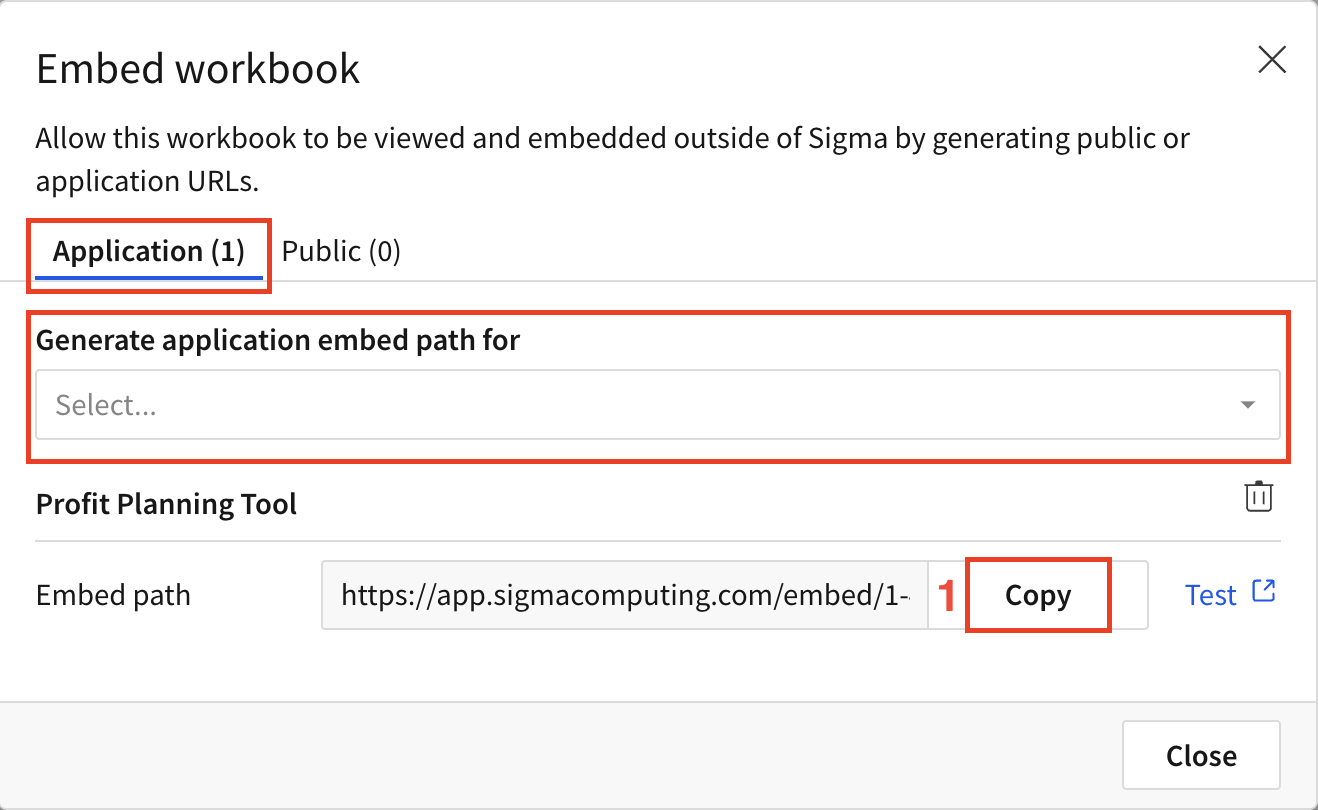 Embed workbook
Allow this workbook to be viewed and embedded outside of Sigma by generating public or
application URLs.
Application (1) Public (0)
Generate application embed path for
Select...
Profit Planning Tool
Embed path https://app.sigmacomputing.com/embed/1- 1 Copy Test
Close